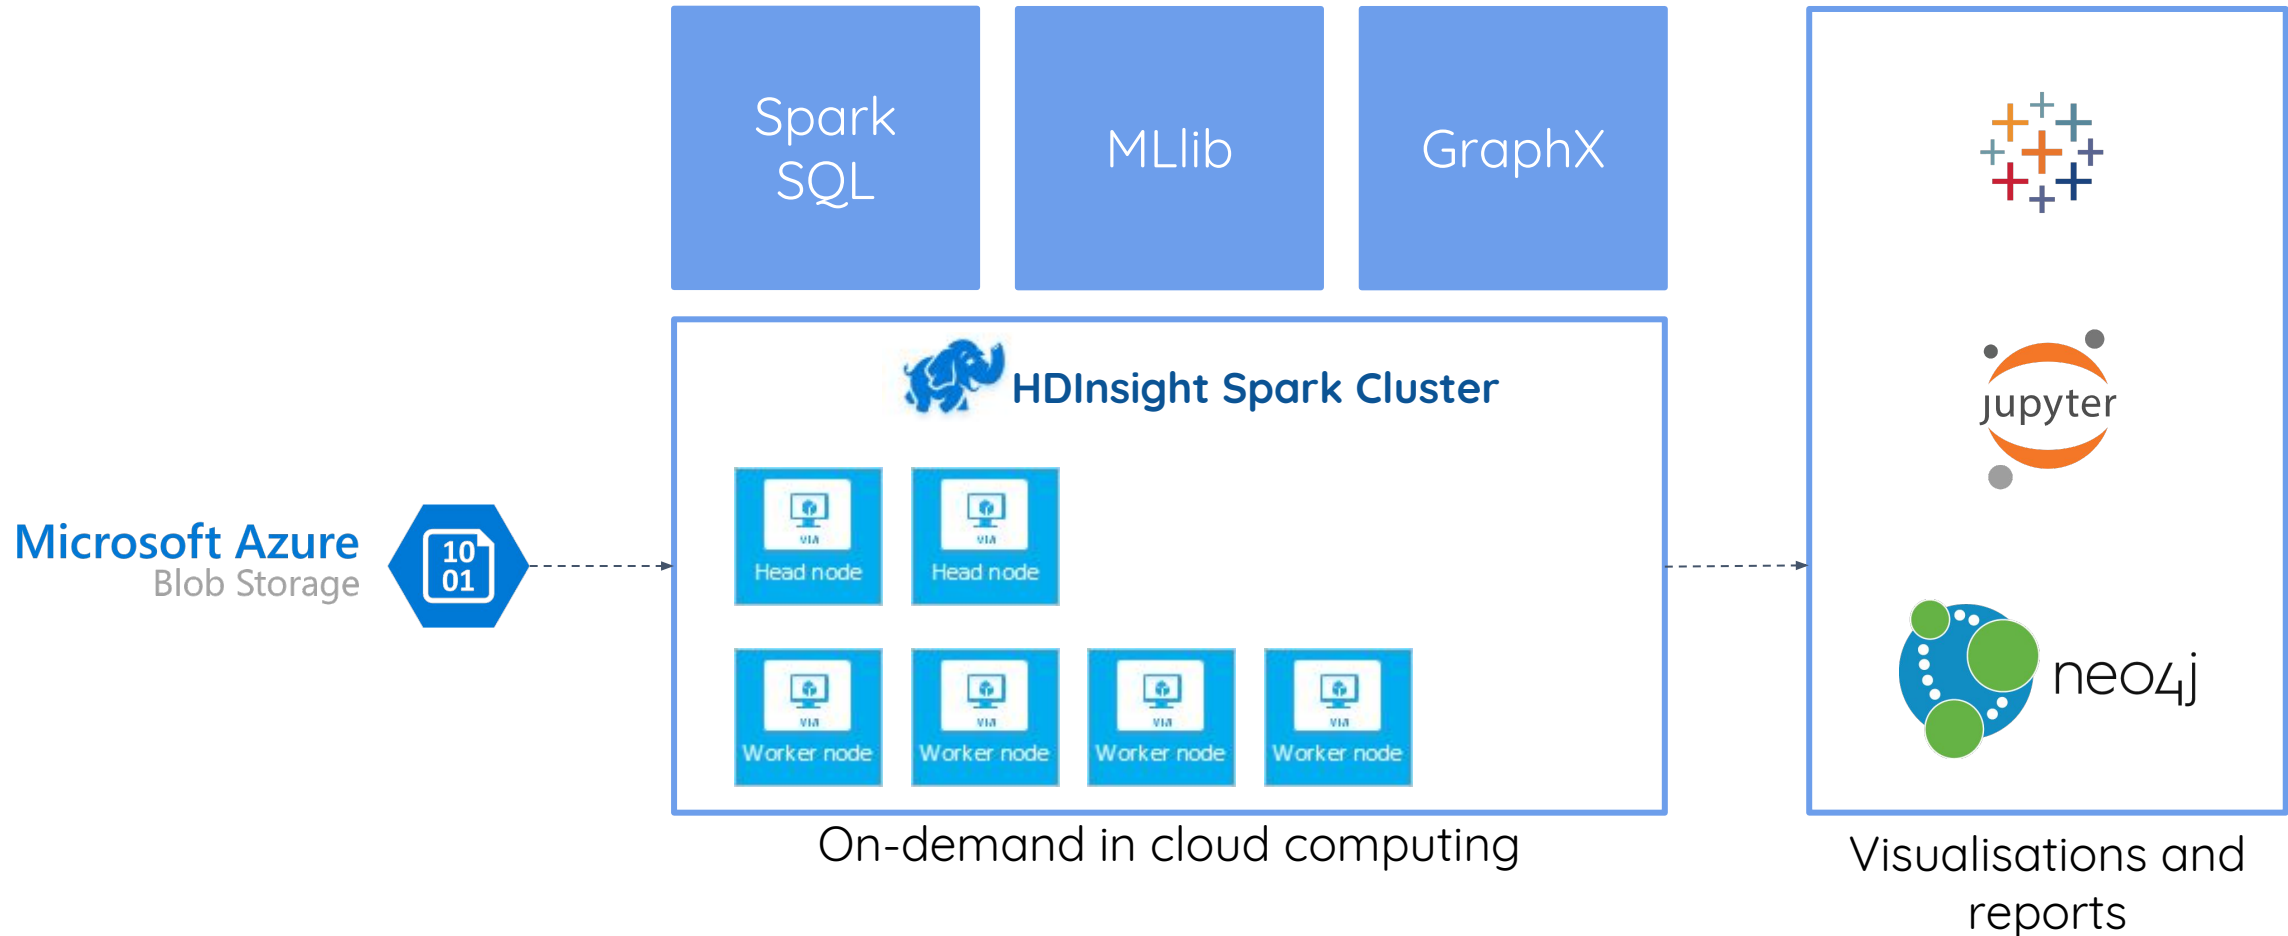 Spark
SQL
MLlib
GraphX
HDInsight Spark Cluster
Microsoft Azure
Blob Storage
10
01
Head node
Head node
Worker node
Worker node
Worker node
Worker node
On-demand in cloud computing
jupyter
neo4j
Visualisations and
reports